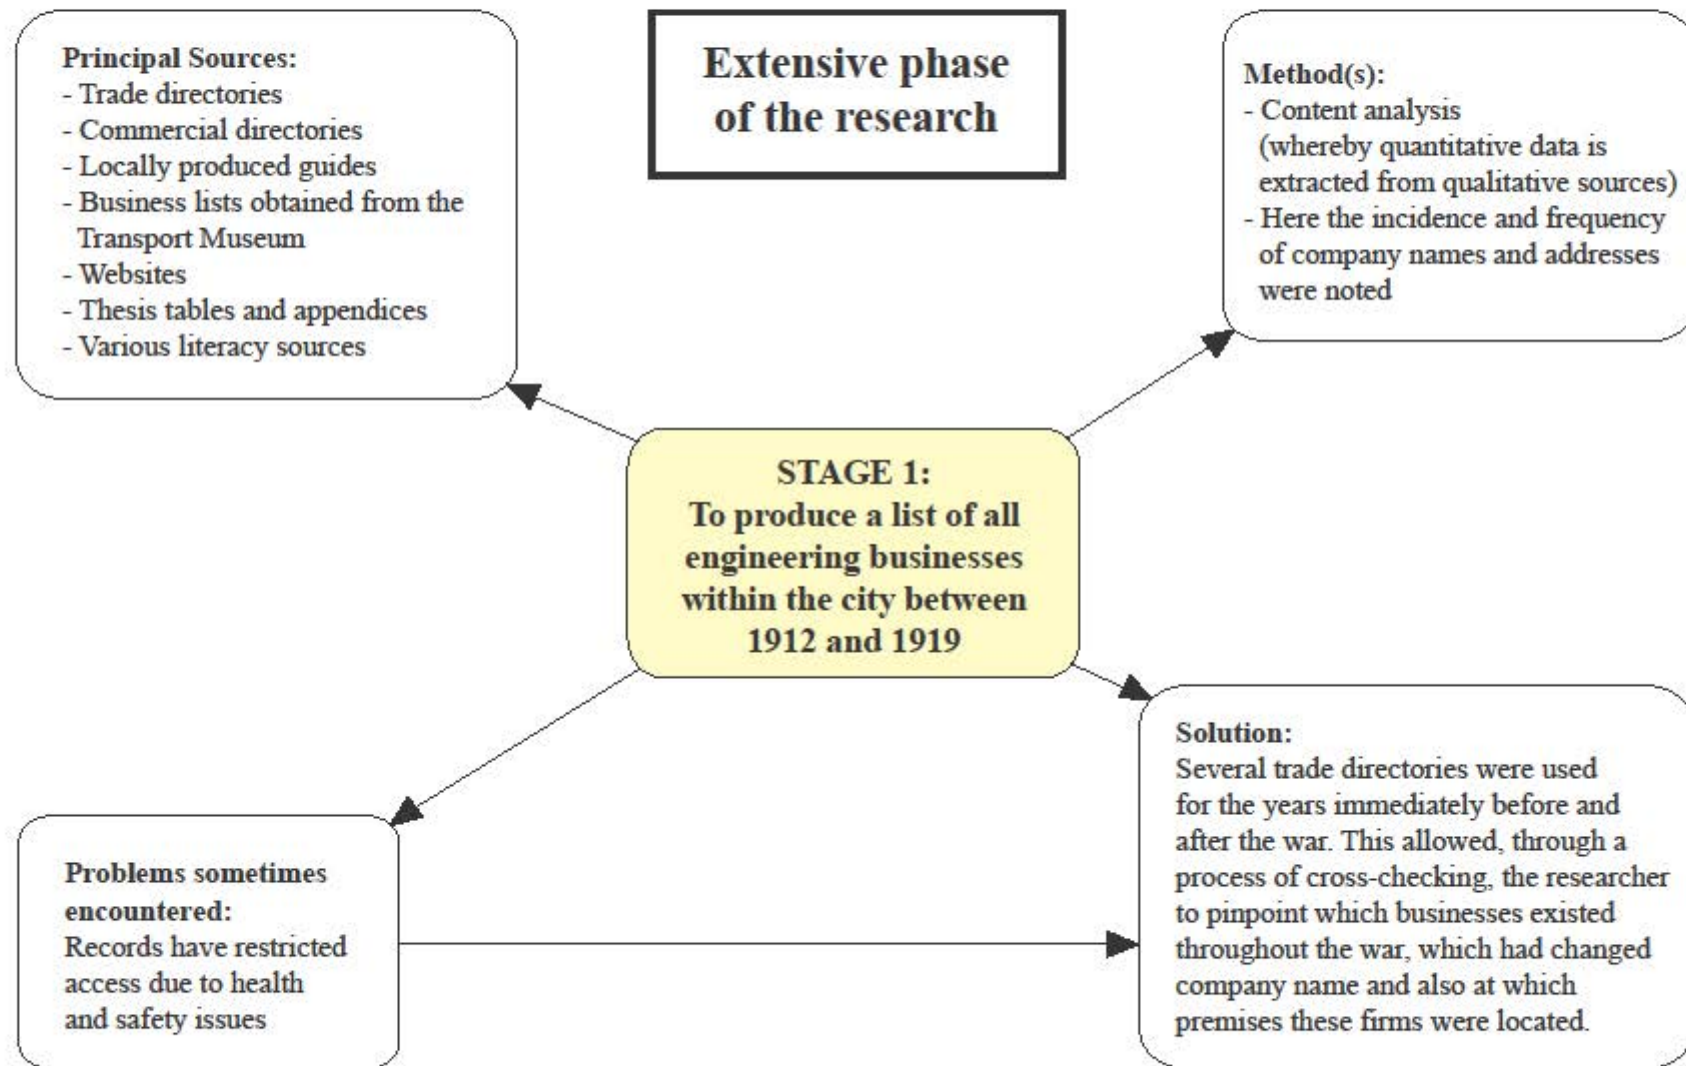 Extensive phase
of the research
Principal Sources:
- Trade directories
- Commercial directories
- Locally produced guides
- Business lists obtained from the
Transport Museum
- Websites
- Thesis tables and appendices
- Various literacy sources
Method(s):
- Content analysis
(whereby quantitative data is
extracted from qualitative sources)
- Here the incidence and frequency
of company names and addresses
were noted
STAGE 1:
To produce a list of all
engineering businesses
within the city between
1912 and 1919
Problems sometimes
encountered:
Records have restricted
access due to health
and safety issues
Solution:
Several trade directories were used
for the years immediately before and
after the war. This allowed, through a
process of cross-checking, the researcher
to pinpoint which businesses existed
throughout the war, which had changed
company name and also at which
premises these firms were located.